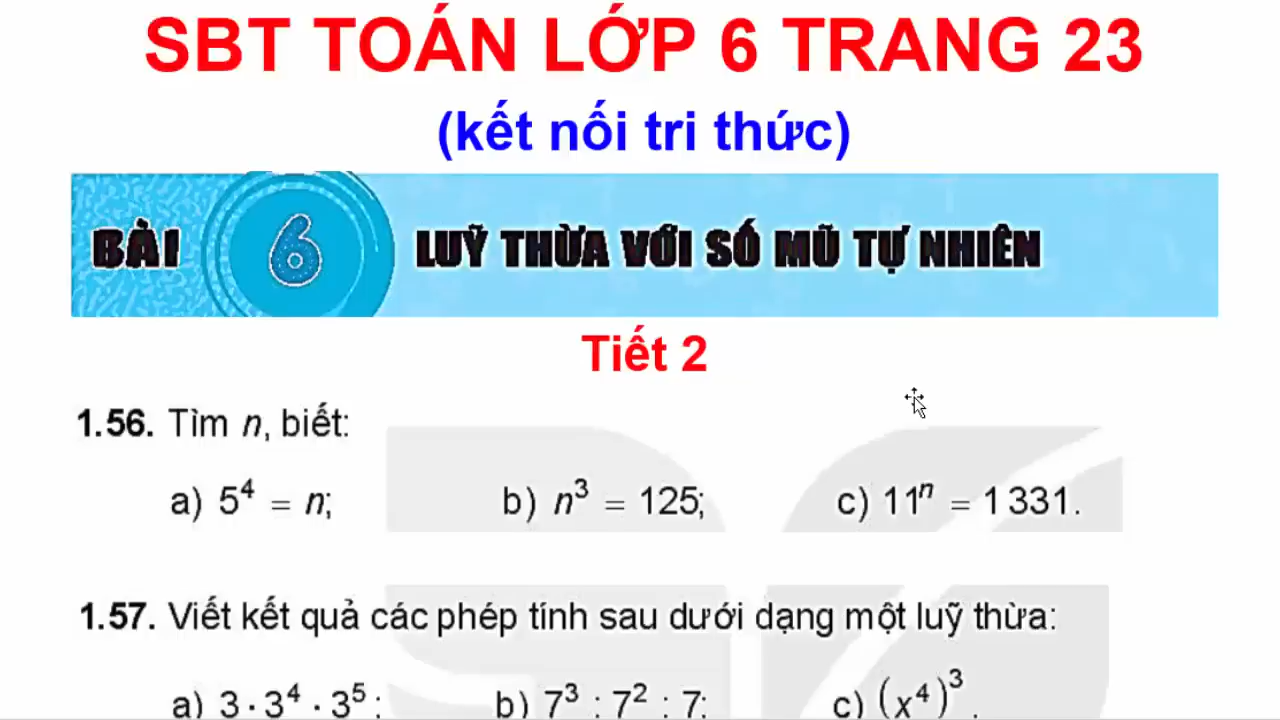 SBT TOÁN LỚP 6 TRANG 23
(kết nối tri thức)
BÀI 6 LUỸ THỪA VỚI SỐ MŨ TỰ NHIÊN
Tiết 2
1.56. Tìm n, biết:
a) 5⁴ = n; b) n³ = 125; c) 11ⁿ = 1 331.
1.57. Viết kết quả các phép tính sau dưới dạng một luỹ thừa:
a) 3 · 3⁴ · 3⁵; b) 7³ : 7² : 7; c) (x⁴)³.